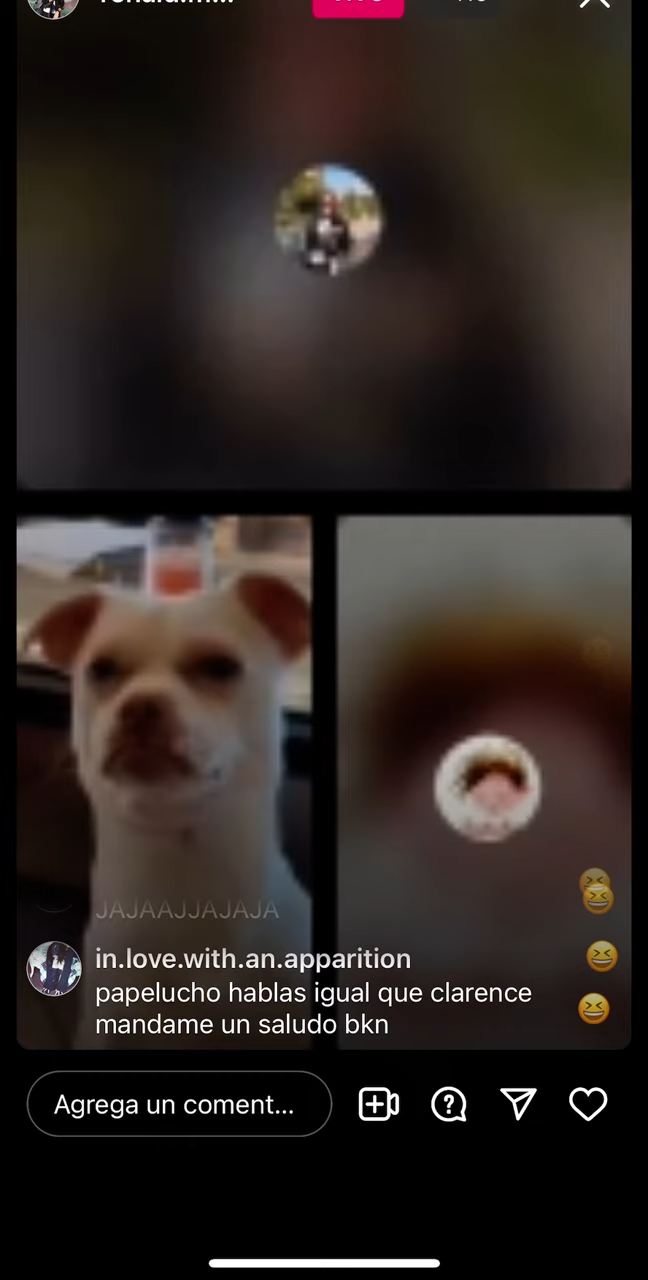 JAJAAJJAJAJA
in.love.with.an.apparition
papelucho hablas igual que clarence
mandame un saludo bkn
Agrega un coment...